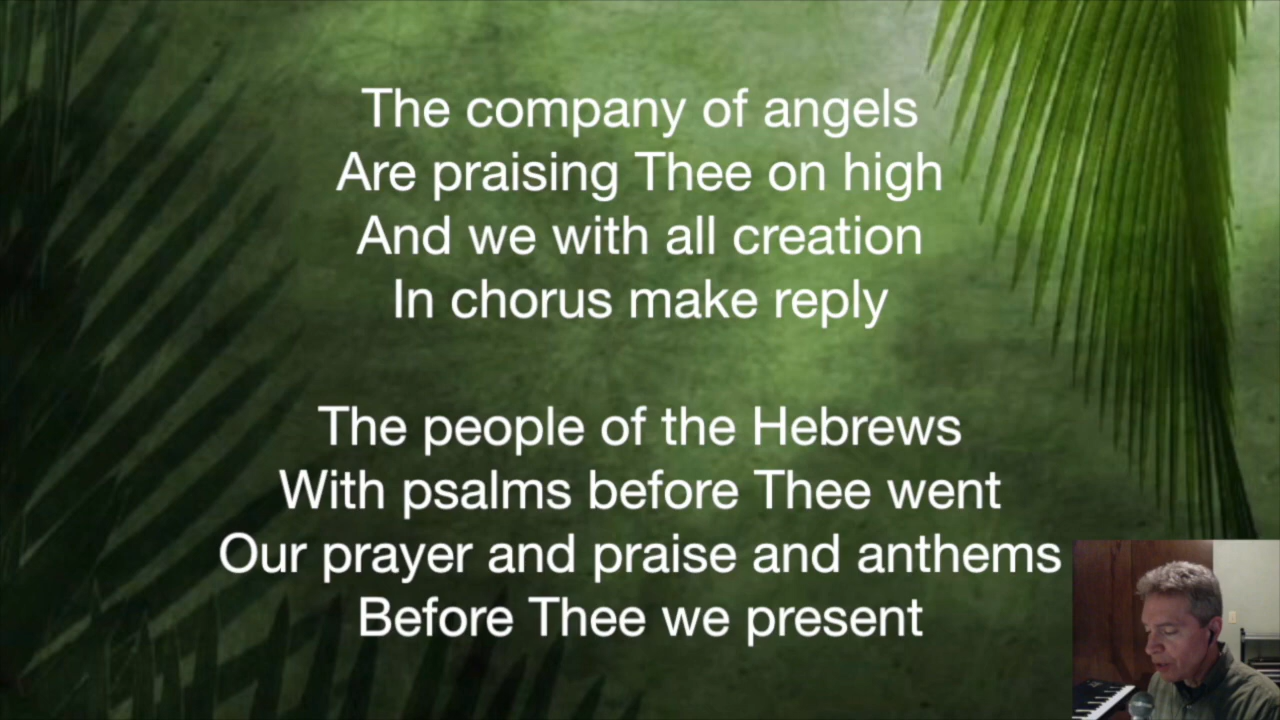 The company of angels
Are praising Thee on high
And we with all creation
In chorus make reply
The people of the Hebrews
With psalms before Thee went
Our prayer and praise and anthems
Before Thee we present